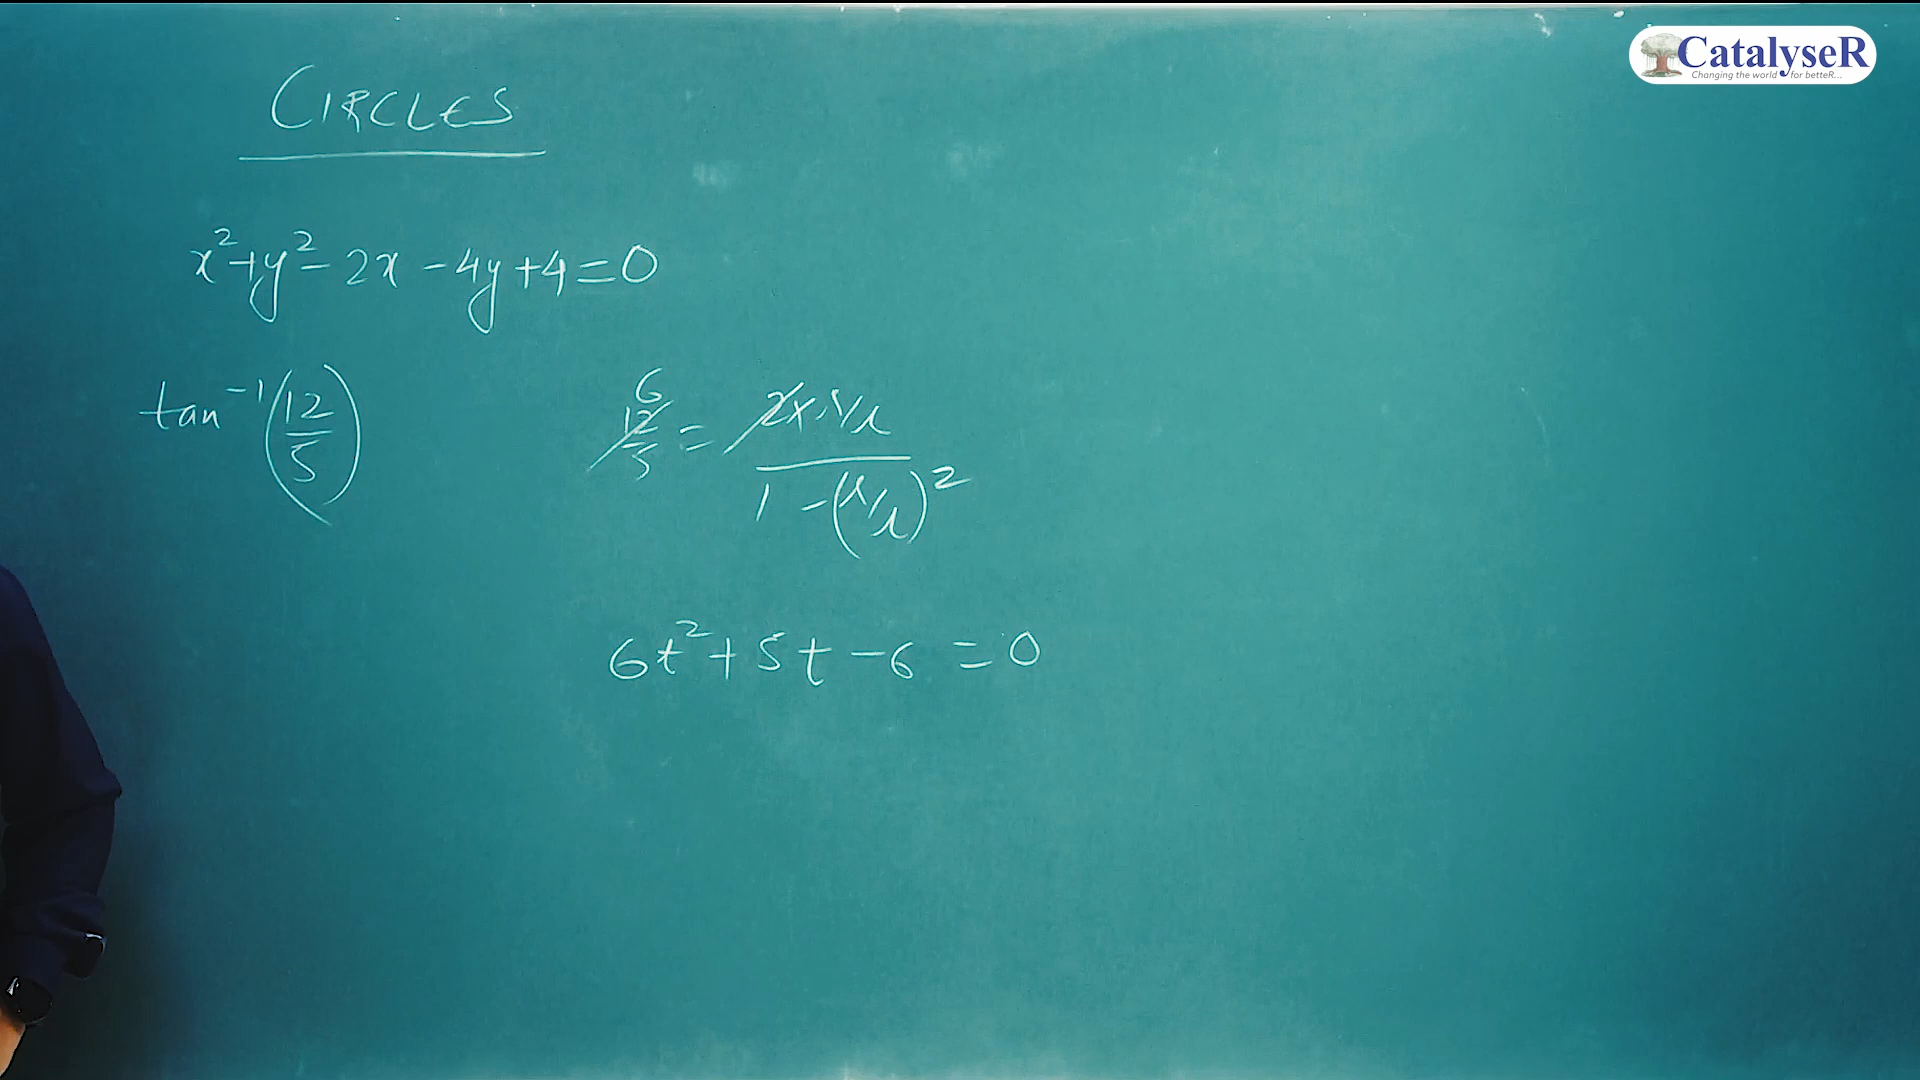 CatalyseR
Changing the world for betteR...
CIRCLES
x²+y²-2x-4y+4=0
tan⁻¹(12/5)
6
12/5 = 2x r/l / 1-(r/l)²
6t²+5t-6=0